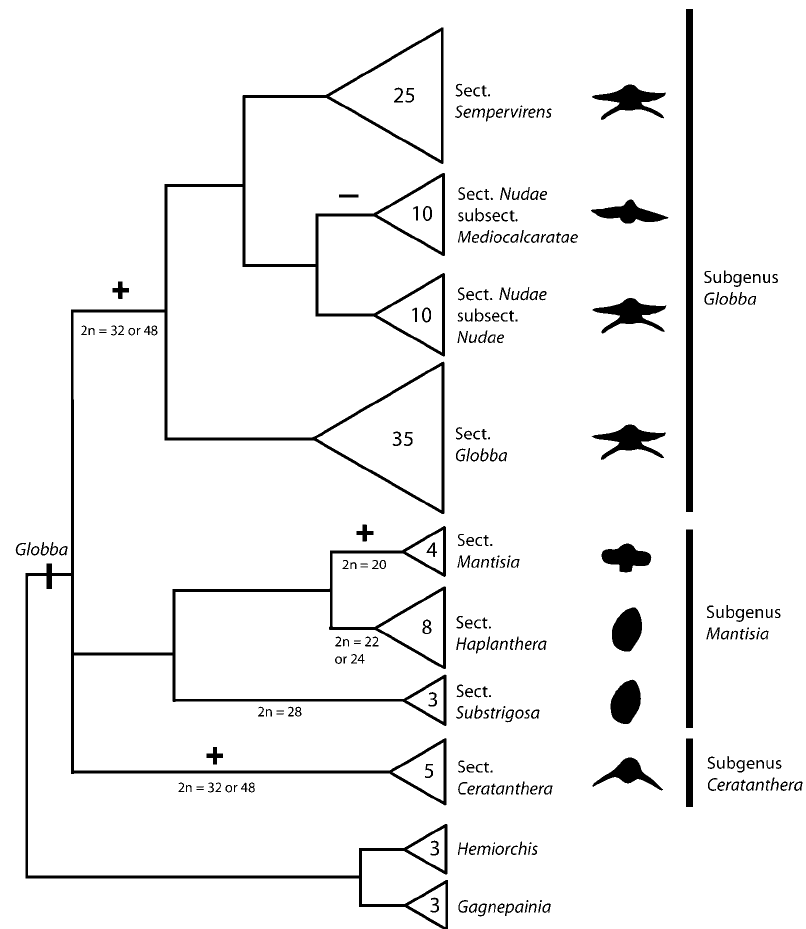 25
Sect.
Sempervirens
–
10
Sect. Nudae
subsect.
Mediocalcaratae
Subgenus
Globba
+
2n = 32 or 48
10
Sect. Nudae
subsect.
Nudae
35
Sect.
Globba
Globba
+
2n = 20
4
Sect.
Mantisia
Subgenus
Mantisia
2n = 22
or 24
8
Sect.
Haplanthera
2n = 28
3
Sect.
Substrigosa
+
2n = 32 or 48
5
Sect.
Ceratanthera
Subgenus
Ceratanthera
3
Hemiorchis
3
Gagnepainia